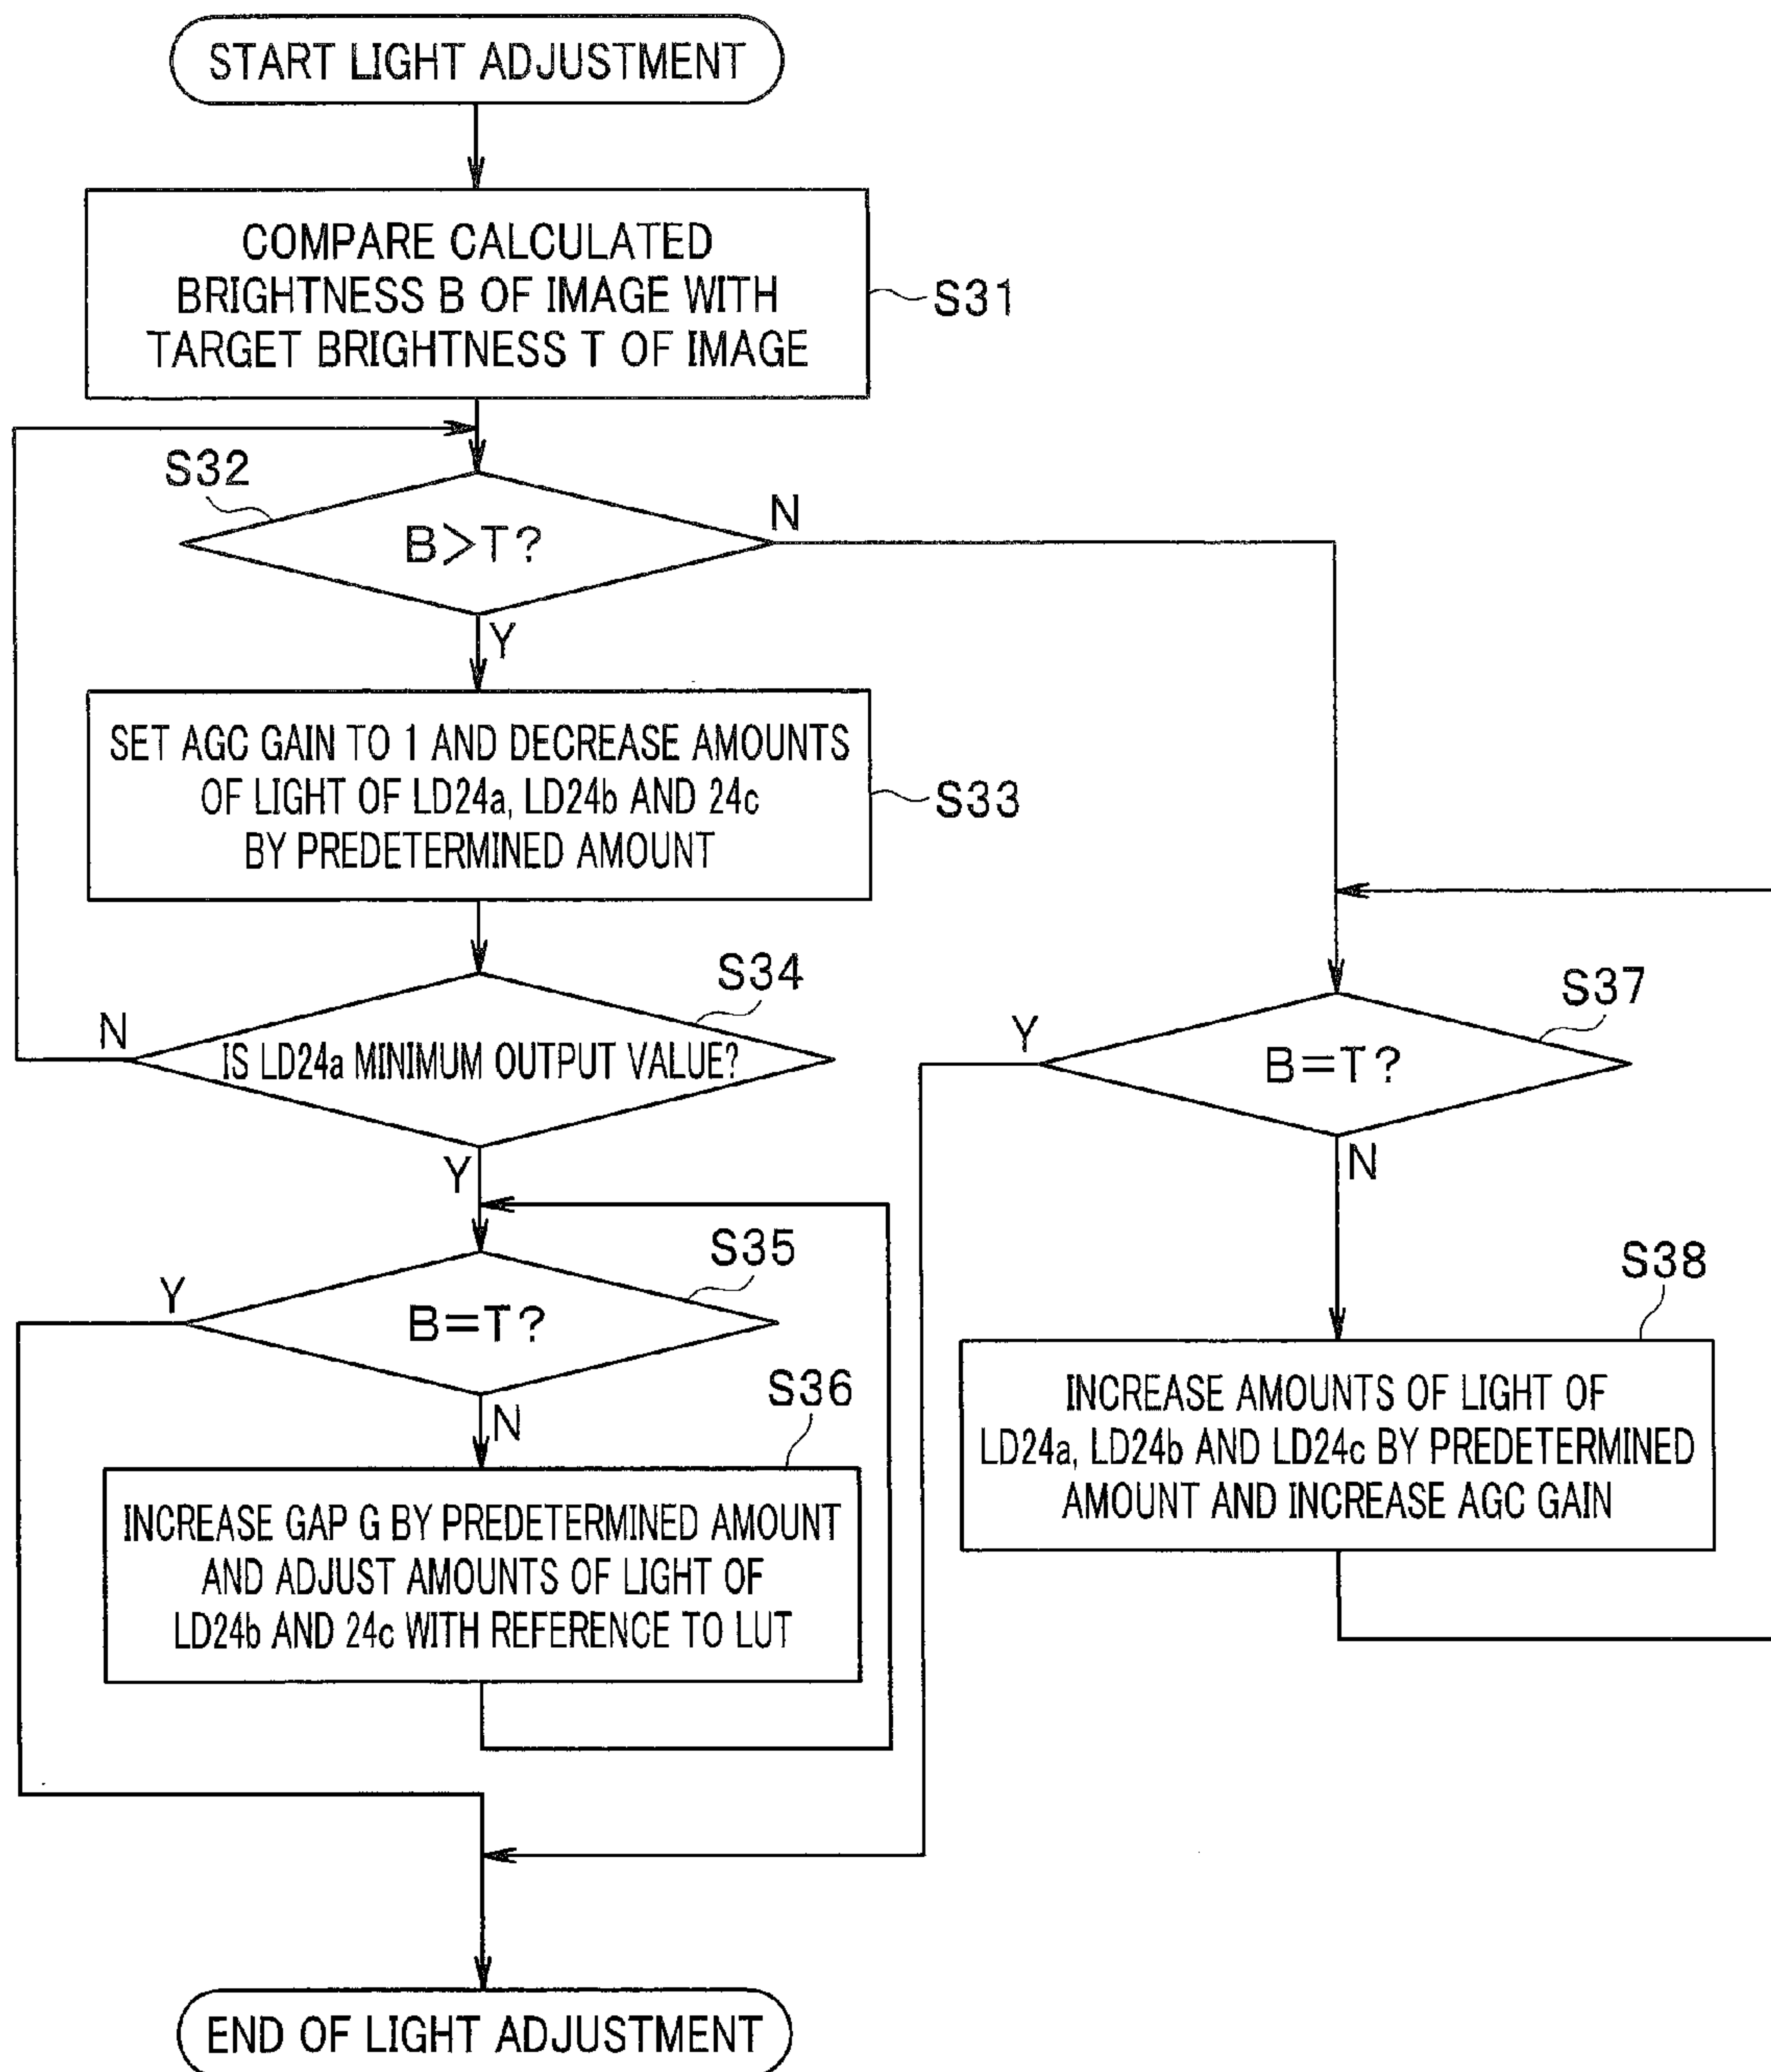 START LIGHT ADJUSTMENT
COMPARE CALCULATED
BRIGHTNESS B OF IMAGE WITH
TARGET BRIGHTNESS T OF IMAGE
S31
S32
B>T?
N
Y
SET AGC GAIN TO 1 AND DECREASE AMOUNTS
OF LIGHT OF LD24a, LD24b AND 24c
BY PREDETERMINED AMOUNT
S33
S34
IS LD24a MINIMUM OUTPUT VALUE?
N
Y
S35
B=T?
Y
N
S36
INCREASE GAP G BY PREDETERMINED AMOUNT
AND ADJUST AMOUNTS OF LIGHT OF
LD24b AND 24c WITH REFERENCE TO LUT
S37
B=T?
Y
N
S38
INCREASE AMOUNTS OF LIGHT OF
LD24a, LD24b AND LD24c BY PREDETERMINED
AMOUNT AND INCREASE AGC GAIN
END OF LIGHT ADJUSTMENT